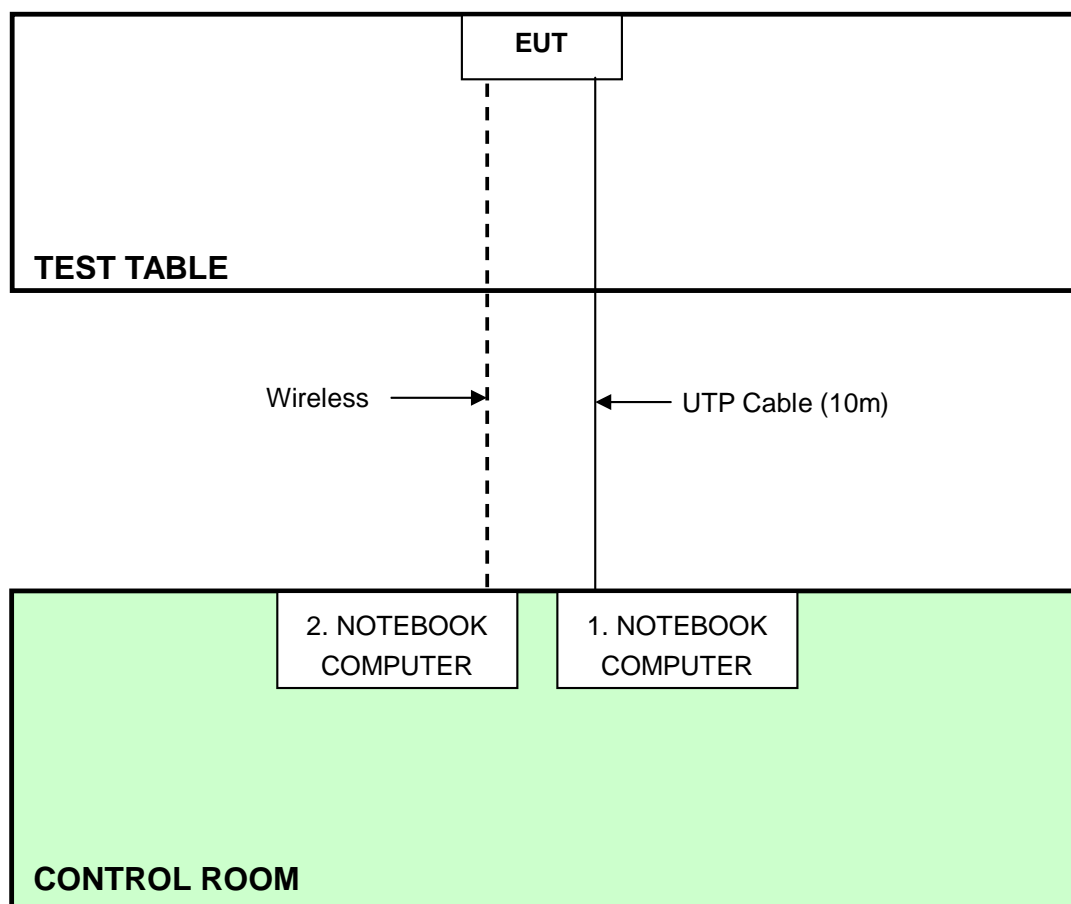 EUT
TEST TABLE
Wireless
UTP Cable (10m)
2. NOTEBOOK
COMPUTER
1. NOTEBOOK
COMPUTER
CONTROL ROOM